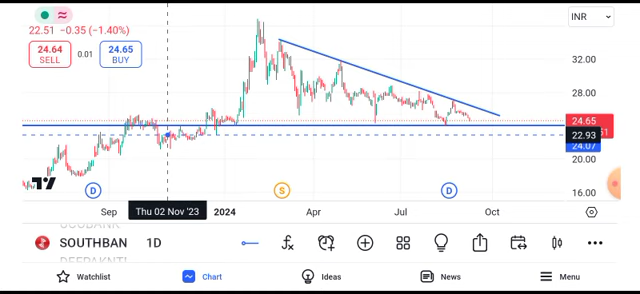 INR
22.51 −0.35 (−1.40%)
24.64
SELL
0.01
24.65
BUY
32.00
28.00
24.65
22.93
24.07
20.00
16.00
D
S
D
Sep
Thu 02 Nov '23
2024
Apr
Jul
Oct
SOUTHBAN
1D
Watchlist
Chart
Ideas
News
Menu